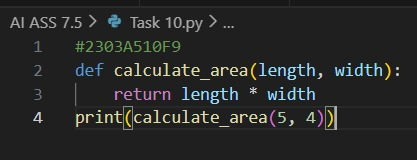 AI ASS 7.5 > Task 10.py > ...
1 #2303A510F9
2 def calculate_area(length, width):
3     return length * width
4 print(calculate_area(5, 4))